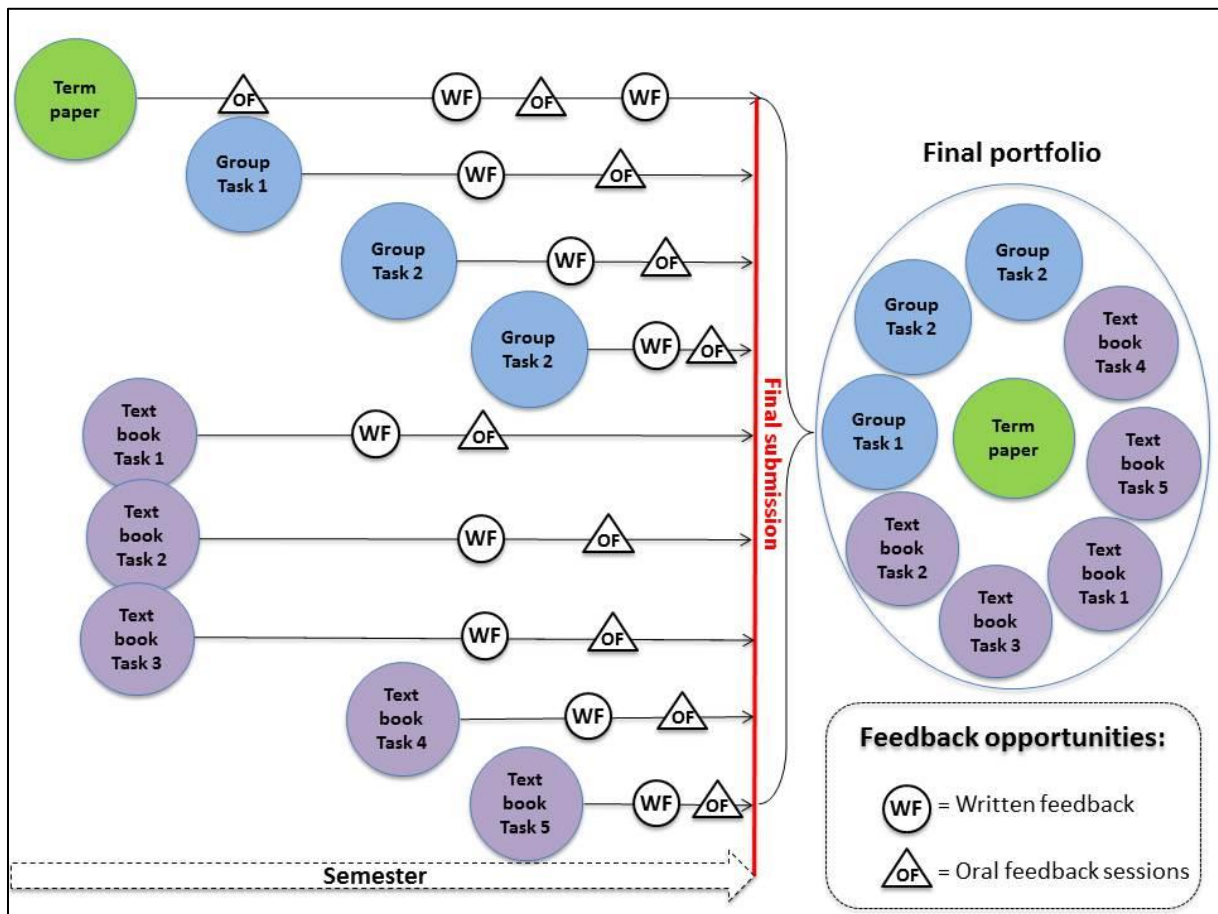 Term
paper
OF
WF
OF
WF
Group
Task 1
WF
OF
Group
Task 2
WF
OF
Group
Task 2
WF
OF
Text
book
Task 1
WF
OF
Text
book
Task 2
WF
OF
Text
book
Task 3
WF
OF
Text
book
Task 4
WF
OF
Text
book
Task 5
WF
OF
Semester
Final submission
Final portfolio
Group
Task 2
Group
Task 2
Text
book
Task 4
Group
Task 1
Term
paper
Text
book
Task 5
Text
book
Task 2
Text
book
Task 1
Text
book
Task 3
Feedback opportunities:
WF = Written feedback
OF = Oral feedback sessions